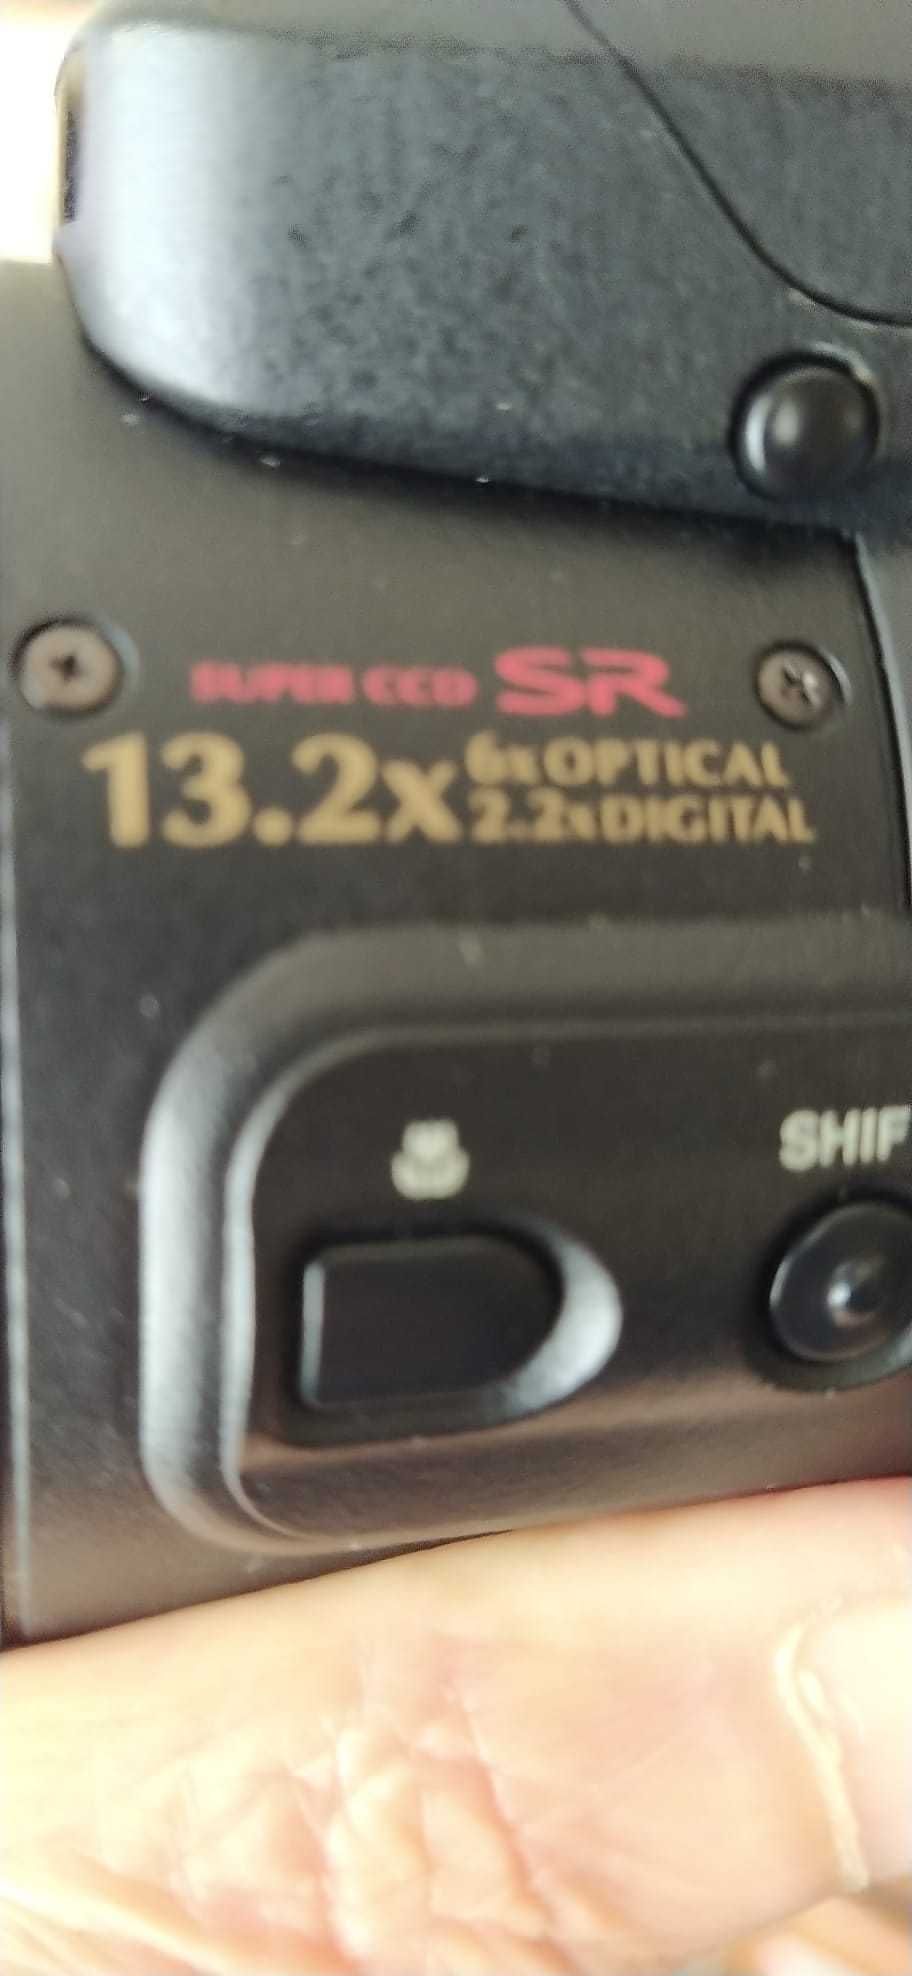 SUPER CCD SR
13.2x 6x OPTICAL
2.2x DIGITAL
SHIF